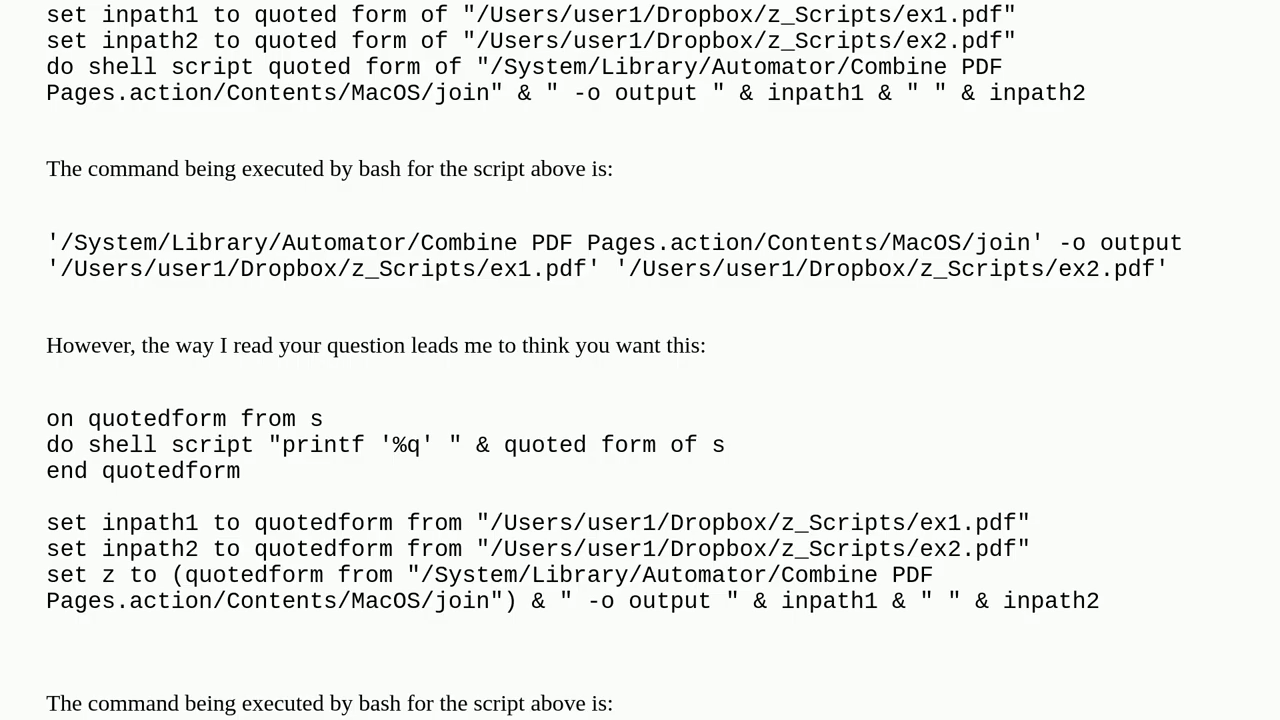 set inpath1 to quoted form of "/Users/user1/Dropbox/z_Scripts/ex1.pdf"
set inpath2 to quoted form of "/Users/user1/Dropbox/z_Scripts/ex2.pdf"
do shell script quoted form of "/System/Library/Automator/Combine PDF
Pages.action/Contents/MacOS/join" & " -o output " & inpath1 & " " & inpath2
The command being executed by bash for the script above is:
'/System/Library/Automator/Combine PDF Pages.action/Contents/MacOS/join' -o output
'/Users/user1/Dropbox/z_Scripts/ex1.pdf' '/Users/user1/Dropbox/z_Scripts/ex2.pdf'
However, the way I read your question leads me to think you want this:
on quotedform from s
do shell script "printf '%q' " & quoted form of s
end quotedform
set inpath1 to quotedform from "/Users/user1/Dropbox/z_Scripts/ex1.pdf"
set inpath2 to quotedform from "/Users/user1/Dropbox/z_Scripts/ex2.pdf"
set z to (quotedform from "/System/Library/Automator/Combine PDF
Pages.action/Contents/MacOS/join") & " -o output " & inpath1 & " " & inpath2
The command being executed by bash for the script above is: